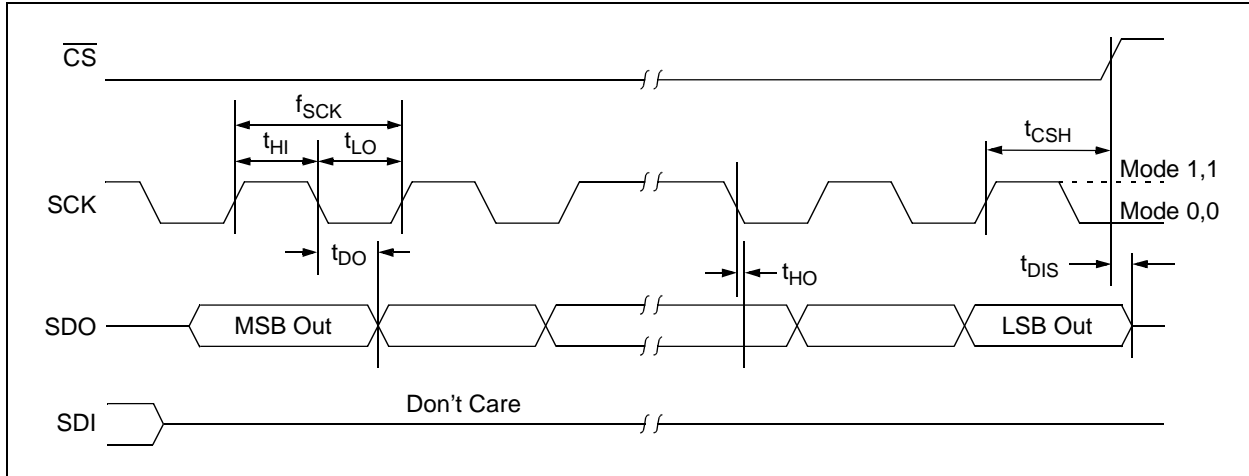 CS
fSCK
tHI
tLO
tCSH
Mode 1,1
SCK
Mode 0,0
tDO
tHO
tDIS
SDO
MSB Out
LSB Out
Don't Care
SDI